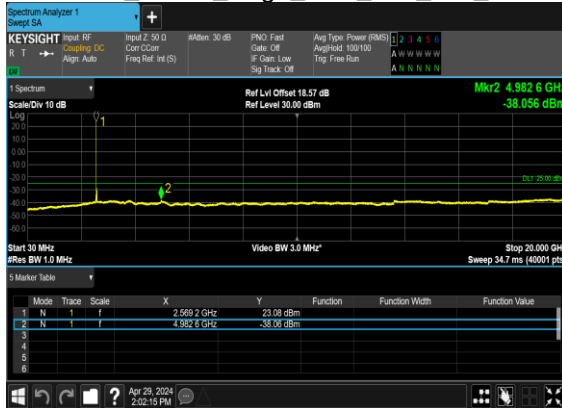 Spectrum Analyzer 1
Swept SA
KEYSIGHT
R T
LU
Input: RF
Coupling: DC
Align: Auto
Input Z: 50 Ω
Corr CCorr
Freq Ref: Int (S)
#Atten: 30 dB
PNO: Fast
Gate: Off
IF Gain: Low
Sig Track: Off
Avg Type: Power (RMS)
Avg|Hold: 100/100
Trig: Free Run
1 2 3 4 5 6
A W W W W W
A N N N N N
1 Spectrum
Scale/Div 10 dB
Ref Lvl Offset 18.57 dB
Ref Level 30.00 dBm
Mkr2 4.982 6 GHz
-38.056 dBm
Log
20.0
10.0
0.00
-10.0
-20.0
-30.0
-40.0
-50.0
-60.0
1
2
DL1 -25.00 dBm
Start 30 MHz
#Res BW 1.0 MHz
Video BW 3.0 MHz*
Stop 20.000 GH
Sweep 34.7 ms (40001 pts
5 Marker Table
Mode Trace Scale X Y Function Function Width Function Value
1 N 1 f 2.569 2 GHz 23.08 dBm
2 N 1 f 4.982 6 GHz -38.06 dBm
3
4
5
6
?
Apr 29, 2024
2:02:15 PM